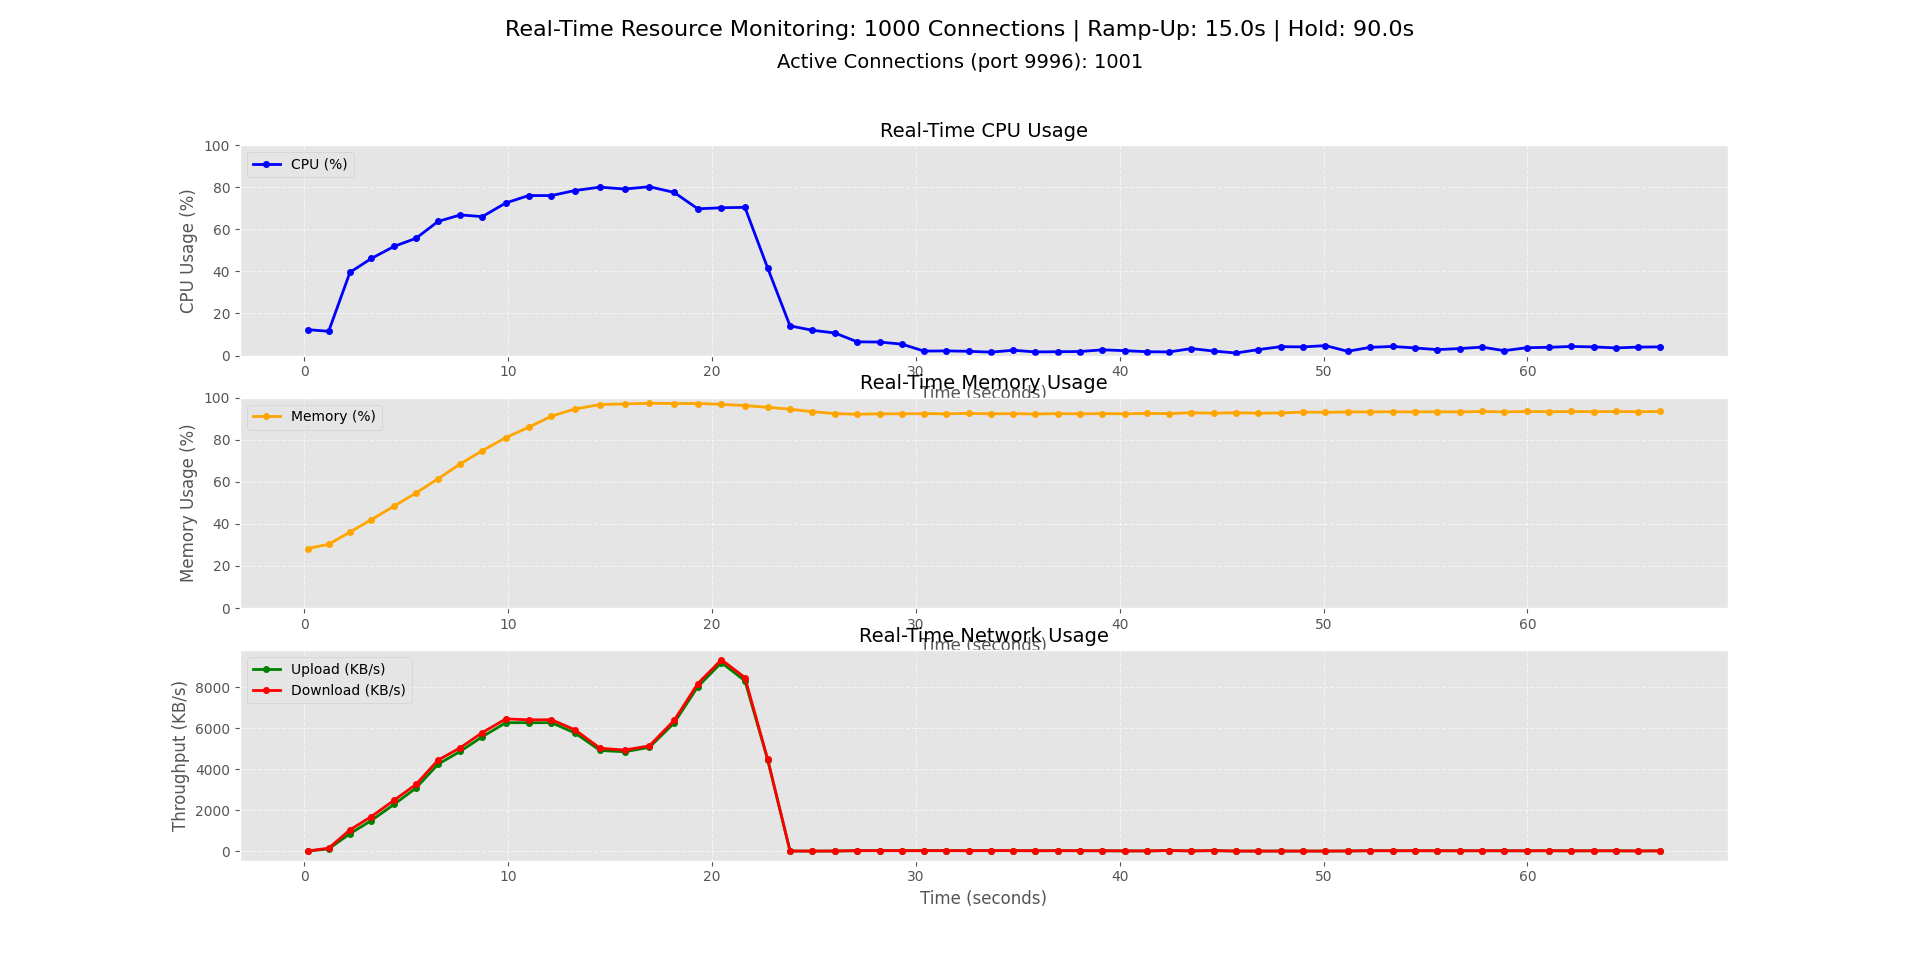 Real-Time Resource Monitoring: 1000 Connections | Ramp-Up: 15.0s | Hold: 90.0s
Active Connections (port 9996): 1001
Real-Time CPU Usage
CPU (%)
CPU Usage (%)
100
80
60
40
20
0
0 10 20 30 40 50 60
Time (seconds)
Real-Time Memory Usage
Memory (%)
Memory Usage (%)
100
80
60
40
20
0
0 10 20 30 40 50 60
Time (seconds)
Real-Time Network Usage
Upload (KB/s)
Download (KB/s)
Throughput (KB/s)
8000
6000
4000
2000
0
0 10 20 30 40 50 60
Time (seconds)